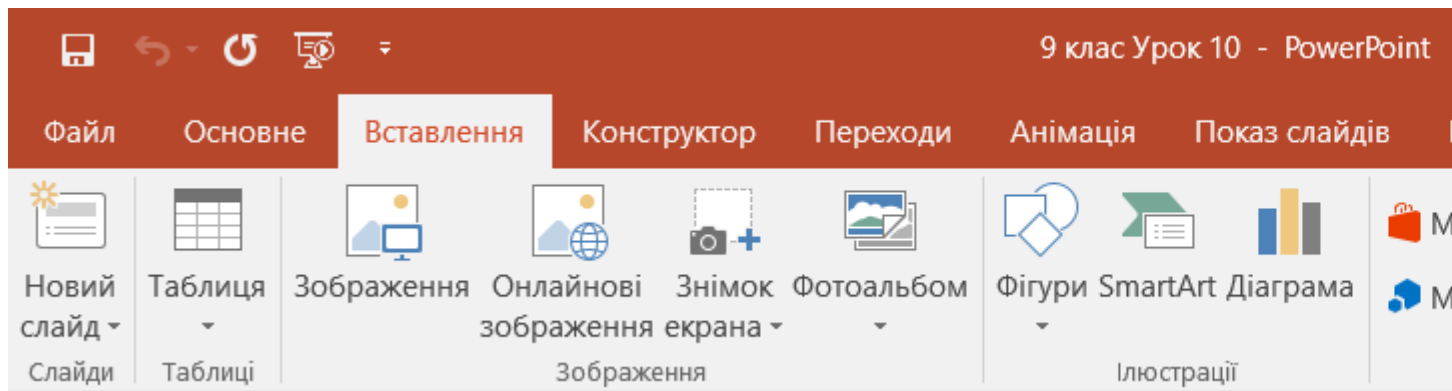 9 клас Урок 10 - PowerPoint
Файл Основне Вставлення Конструктор Переходи Анімація Показ слайдів
Новий слайд
Таблиця
Зображення
Онлайнові зображення
Знімок екрана
Фотоальбом
Фігури
SmartArt
Діаграма
М
М
Слайди Таблиці Зображення Ілюстрації